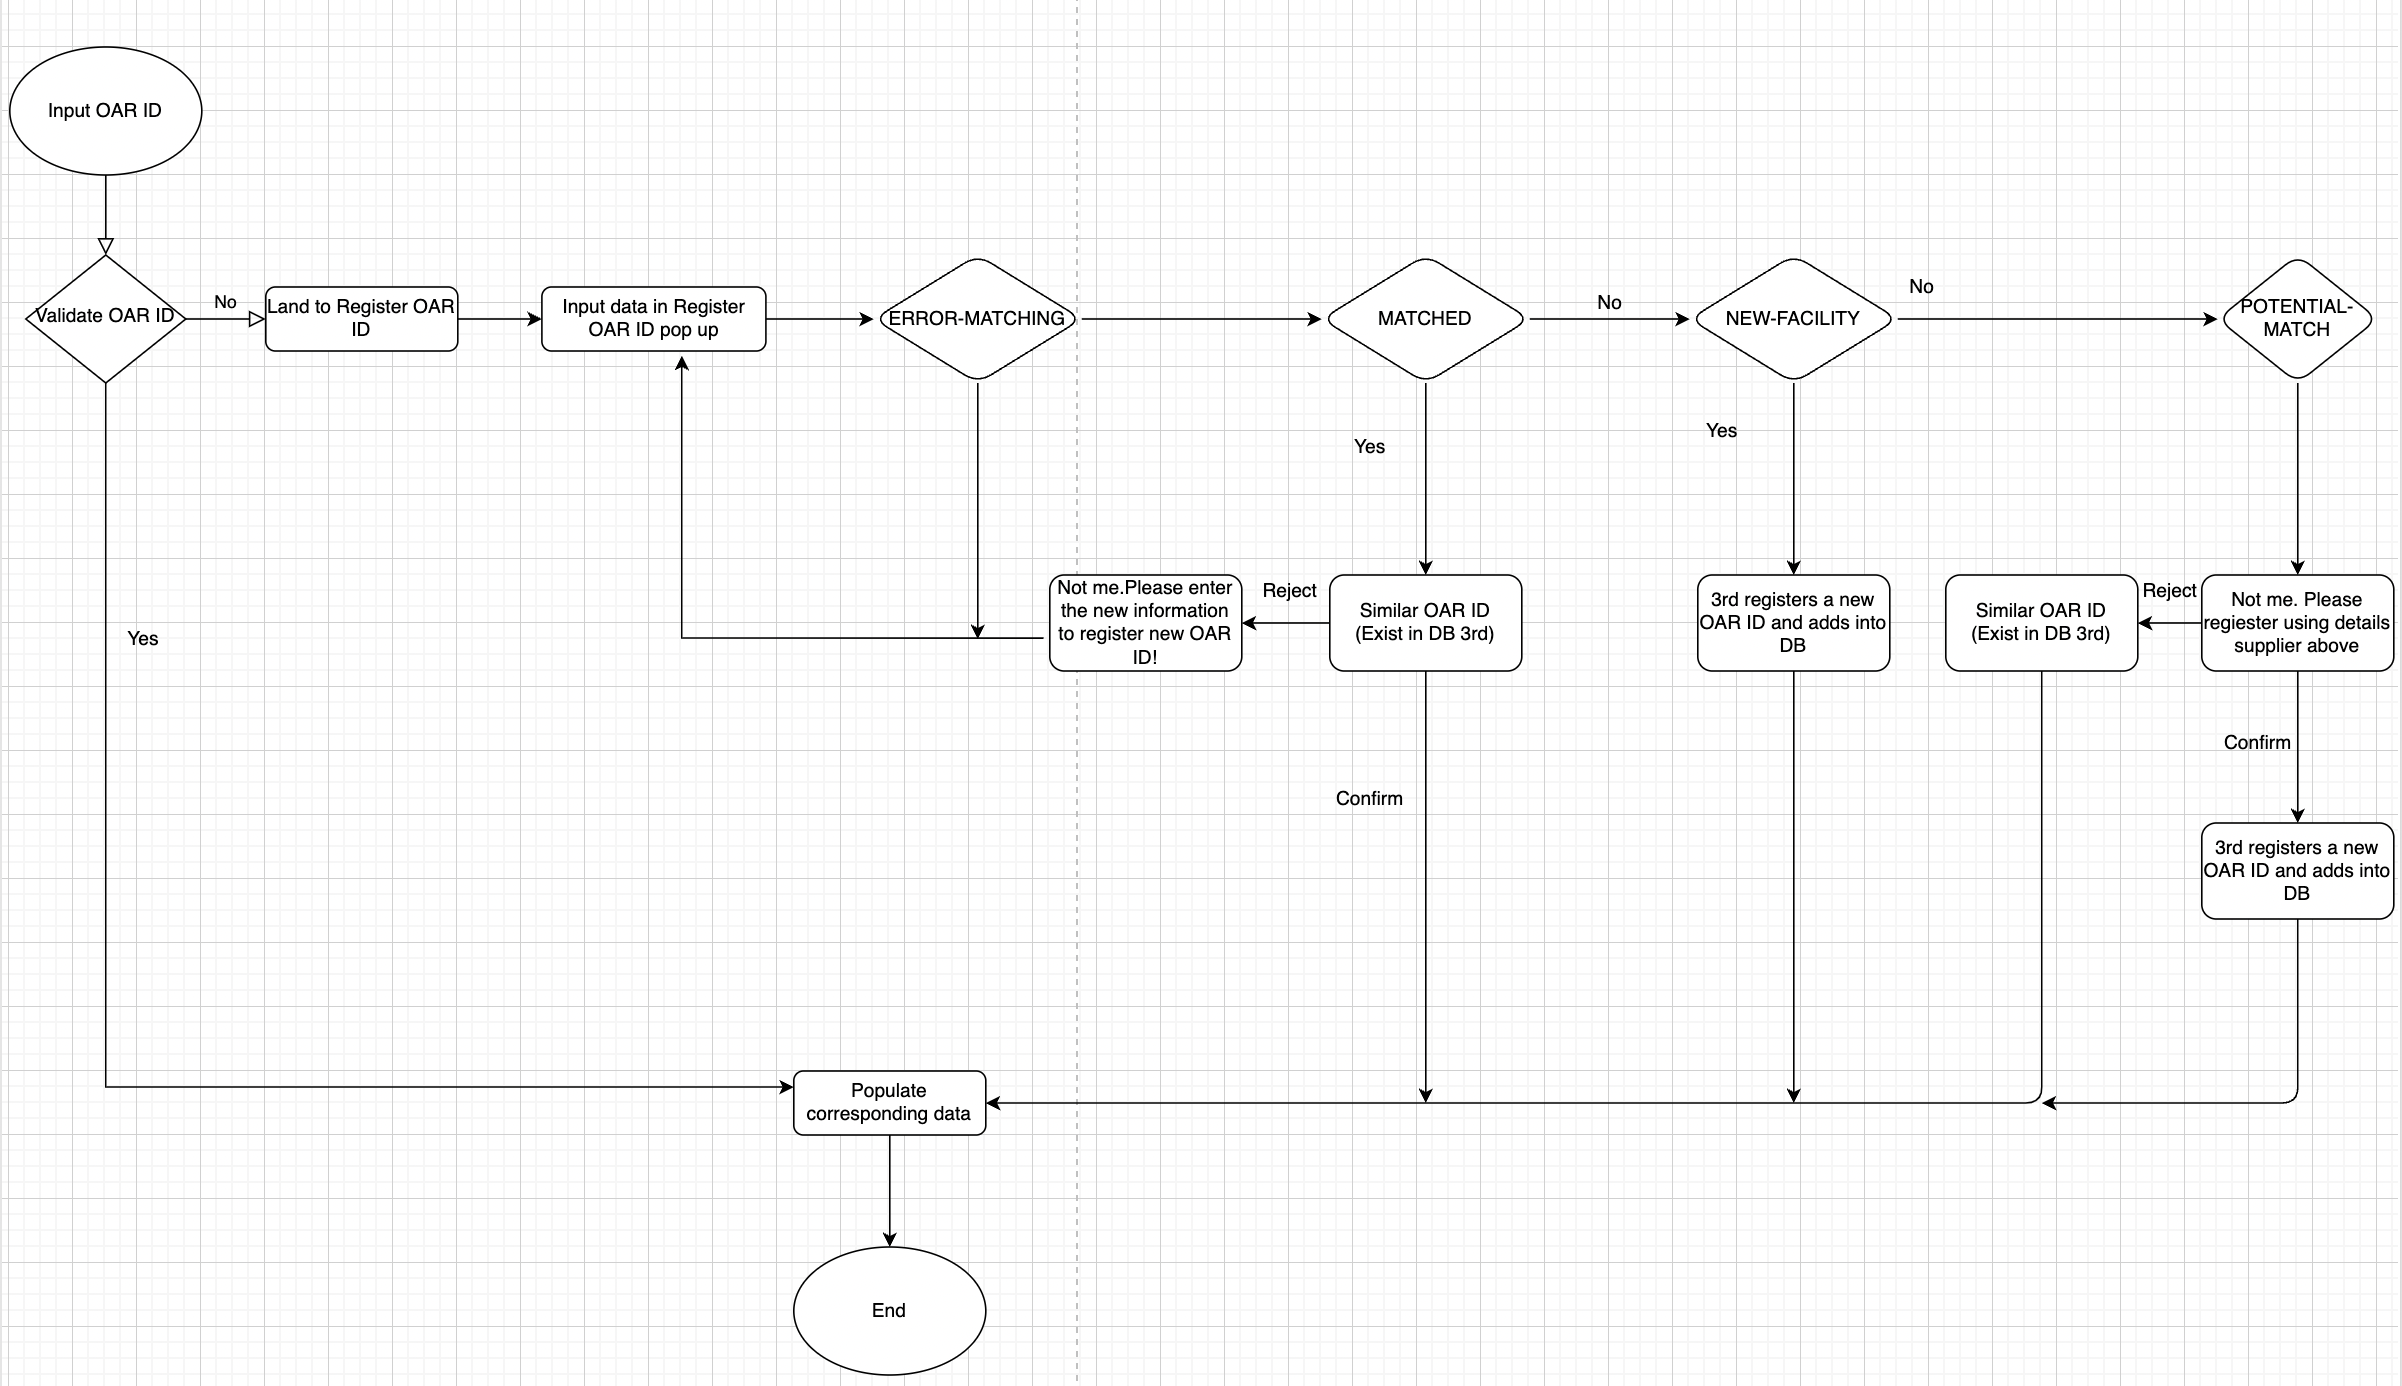 Input OAR ID
Validate OAR ID
No
Land to Register OAR
ID
Input data in Register
OAR ID pop up
ERROR-MATCHING
MATCHED
No
NEW-FACILITY
No
POTENTIAL-
MATCH
Yes
Yes
Yes
Not me.Please enter
the new information
to register new OAR
ID!
Reject
Similar OAR ID
(Exist in DB 3rd)
3rd registers a new
OAR ID and adds into
DB
Similar OAR ID
(Exist in DB 3rd)
Reject
Not me. Please
regiester using details
supplier above
Confirm
Confirm
3rd registers a new
OAR ID and adds into
DB
Populate
corresponding data
End